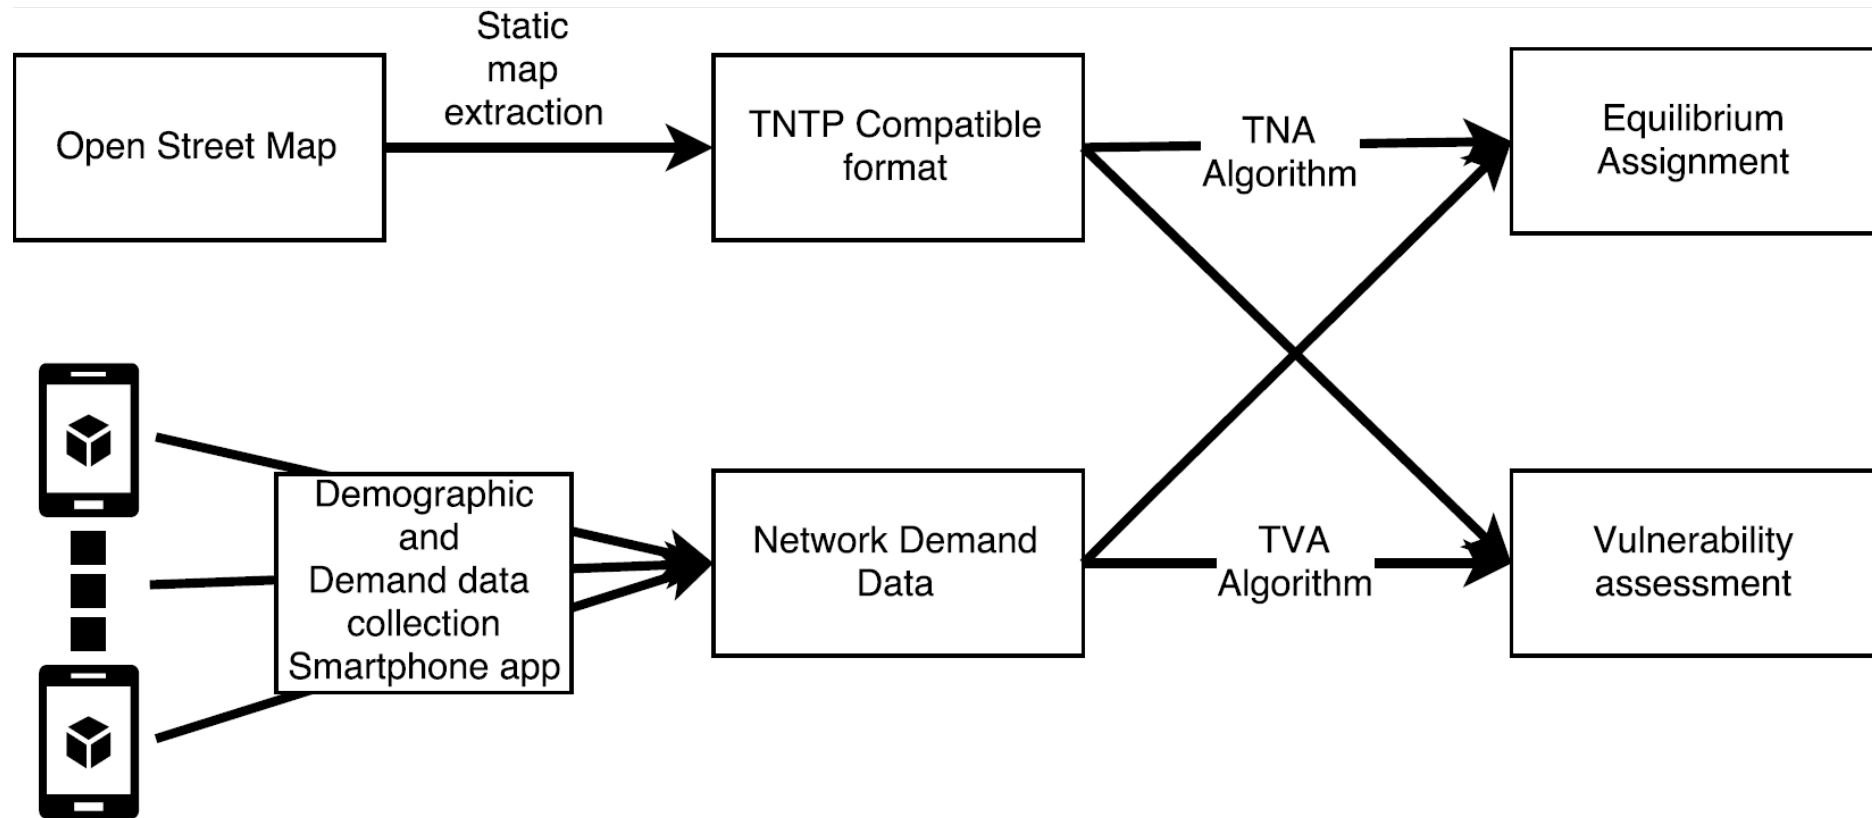 Static
map
extraction
Open Street Map
TNTP Compatible
format
TNA
Algorithm
Equilibrium
Assignment
Demographic
and
Demand data
collection
Smartphone app
Network Demand
Data
TVA
Algorithm
Vulnerability
assessment